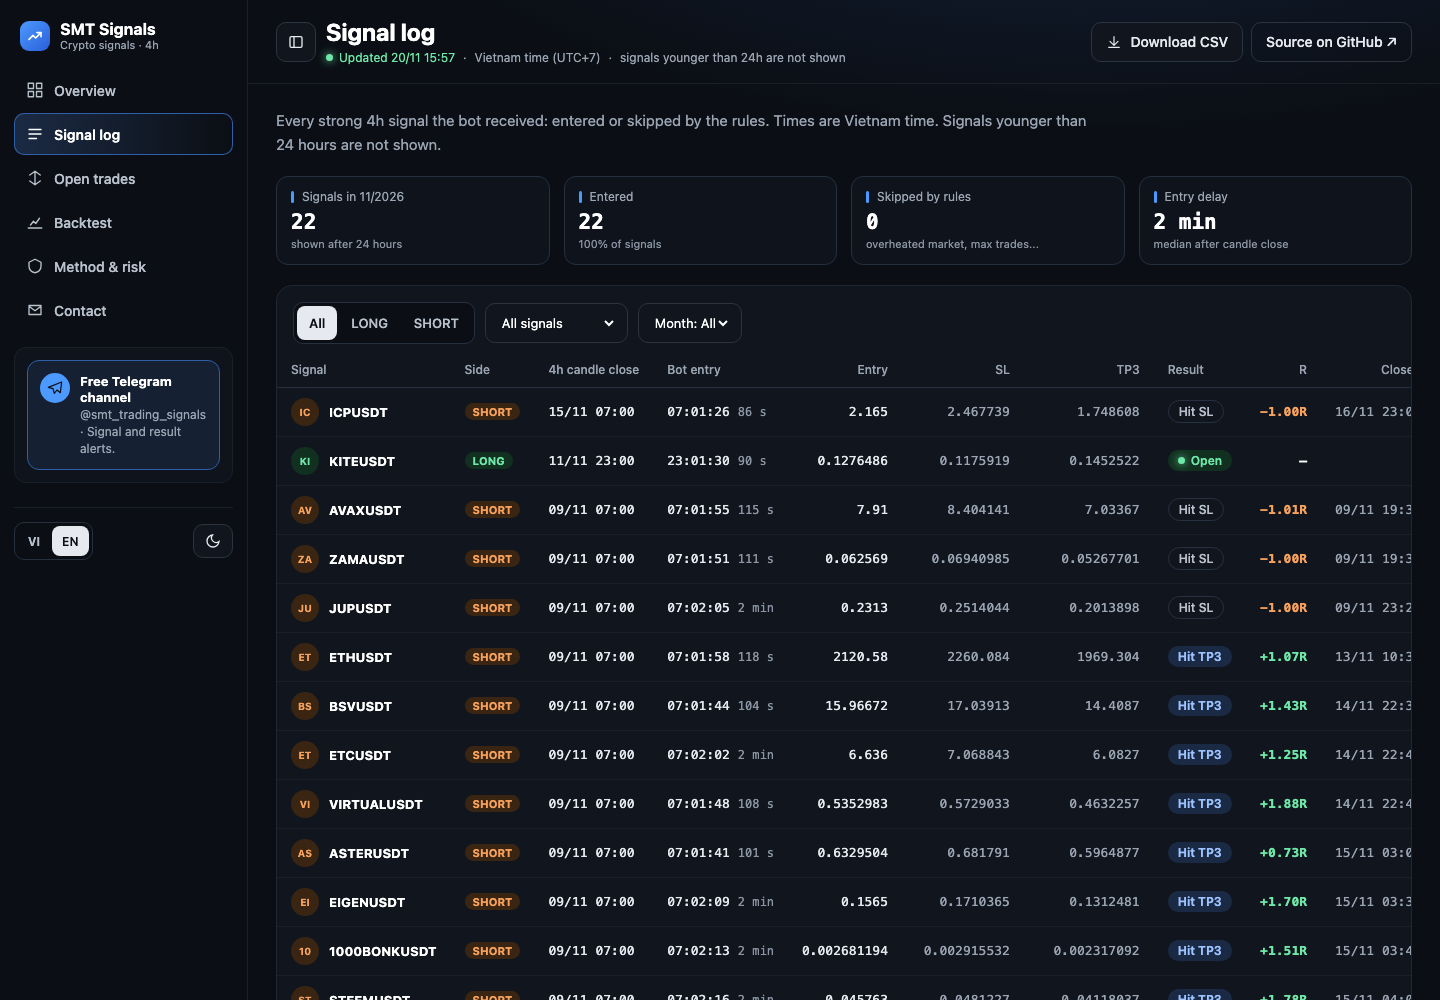 SMT Signals
Crypto signals · 4h
Overview
Signal log
Open trades
Backtest
Method & risk
Contact
Free Telegram
channel
@smt_trading_signals
· Signal and result
alerts.
VI EN
Signal log
Updated 20/11 15:57 · Vietnam time (UTC+7) · signals younger than 24h are not shown
Download CSV
Source on GitHub ↗
Every strong 4h signal the bot received: entered or skipped by the rules. Times are Vietnam time. Signals younger than
24 hours are not shown.
Signals in 11/2026
22
shown after 24 hours
Entered
22
100% of signals
Skipped by rules
0
overheated market, max trades...
Entry delay
2 min
median after candle close
All LONG SHORT All signals Month: All
Signal Side 4h candle close Bot entry Entry SL TP3 Result R Close
IC ICPUSDT SHORT 15/11 07:00 07:01:26 86 s 2.165 2.467739 1.748608 Hit SL −1.00R 16/11 23:0
KI KITEUSDT LONG 11/11 23:00 23:01:30 90 s 0.1276486 0.1175919 0.1452522 Open –
AV AVAXUSDT SHORT 09/11 07:00 07:01:55 115 s 7.91 8.404141 7.03367 Hit SL −1.01R 09/11 19:3
ZA ZAMAUSDT SHORT 09/11 07:00 07:01:51 111 s 0.062569 0.06940985 0.05267701 Hit SL −1.00R 09/11 19:3
JU JUPUSDT SHORT 09/11 07:00 07:02:05 2 min 0.2313 0.2514044 0.2013898 Hit SL −1.00R 09/11 23:2
ET ETHUSDT SHORT 09/11 07:00 07:01:58 118 s 2120.58 2260.084 1969.304 Hit TP3 +1.07R 13/11 10:3
BS BSVUSDT SHORT 09/11 07:00 07:01:44 104 s 15.96672 17.03913 14.4087 Hit TP3 +1.43R 14/11 22:3
ET ETCUSDT SHORT 09/11 07:00 07:02:02 2 min 6.636 7.068843 6.0827 Hit TP3 +1.25R 14/11 22:4
VI VIRTUALUSDT SHORT 09/11 07:00 07:01:48 108 s 0.5352983 0.5729033 0.4632257 Hit TP3 +1.88R 14/11 22:4
AS ASTERUSDT SHORT 09/11 07:00 07:01:41 101 s 0.6329504 0.681791 0.5964877 Hit TP3 +0.73R 15/11 03:0
EI EIGENUSDT SHORT 09/11 07:00 07:02:09 2 min 0.1565 0.1710365 0.1312481 Hit TP3 +1.70R 15/11 03:3
10 1000BONKUSDT SHORT 09/11 07:00 07:02:13 2 min 0.002681194 0.002915532 0.002317092 Hit TP3 +1.51R 15/11 03:4
ST STEEMUSDT SHORT 09/11 07:00 07:02:16 2 min 0.045763 0.0481227 0.04118037 Hit TP3 +1.78R